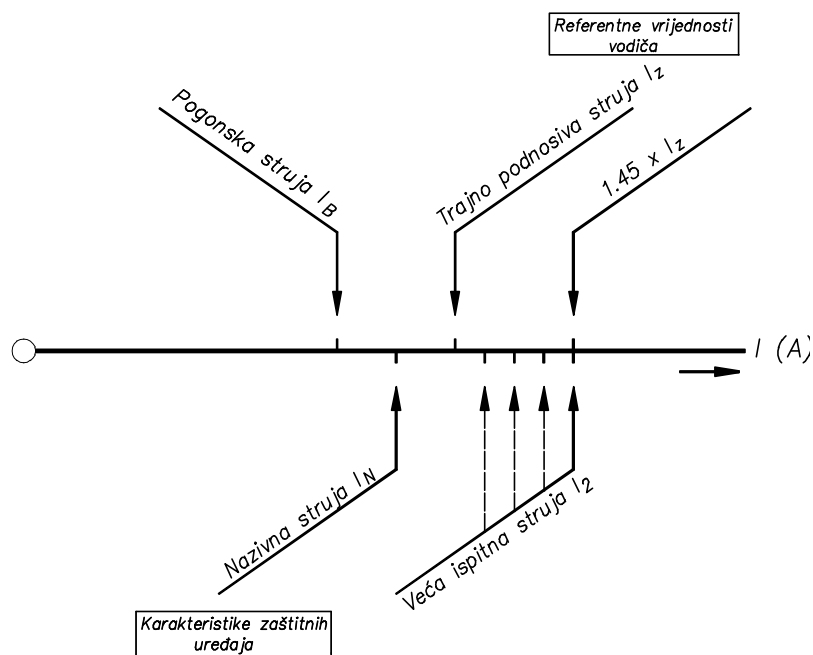 Referentne vrijednosti
vodiča
Pogonska struja I_B
Trajno podnosiva struja I_z
1.45 x I_z
I (A)
Nazivna struja I_N
Veća ispitna struja I_2
Karakteristike zaštitnih
uređaja